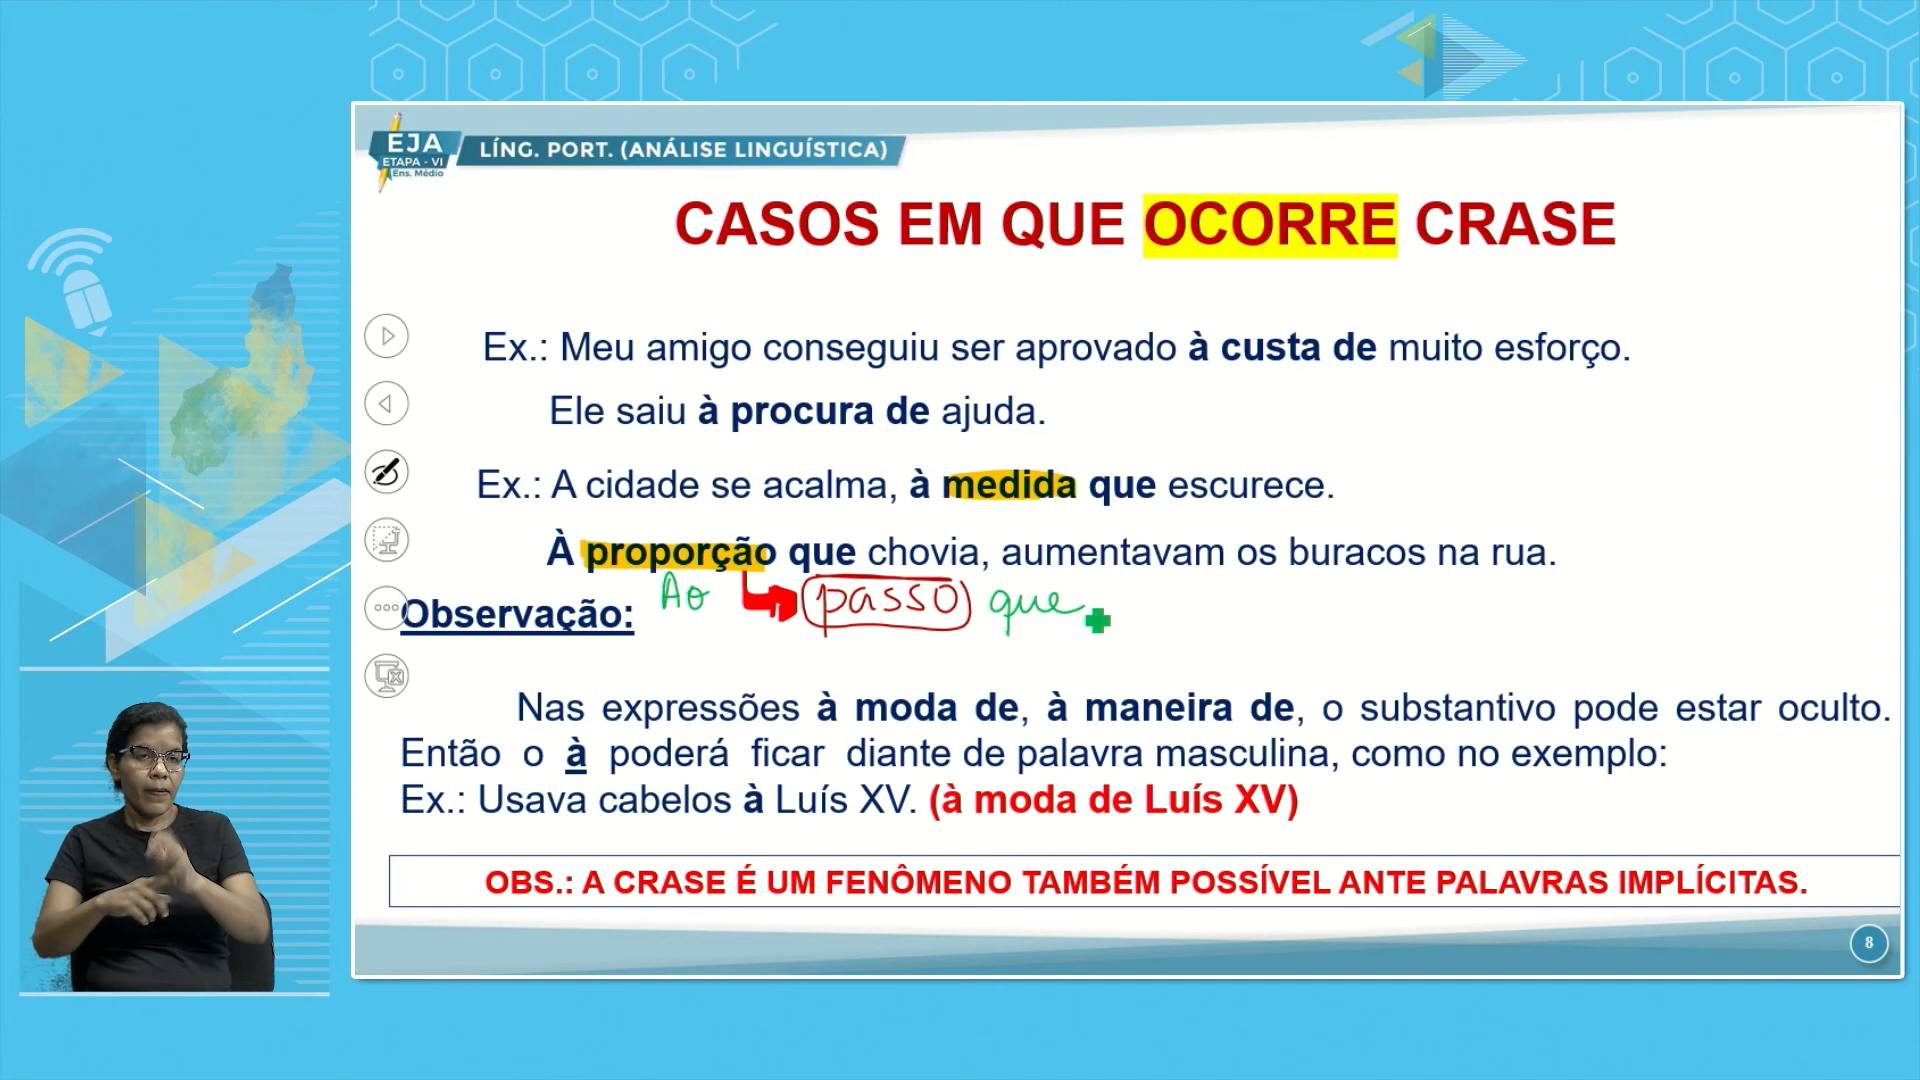 EJA
ETAPA - VI
Ens. Médio
LÍNG. PORT. (ANÁLISE LINGUÍSTICA)
CASOS EM QUE OCORRE CRASE
Ex.: Meu amigo conseguiu ser aprovado à custa de muito esforço.
Ele saiu à procura de ajuda.
Ex.: A cidade se acalma, à medida que escurece.
À proporção que chovia, aumentavam os buracos na rua.
Ao passo que
Observação:
Nas expressões à moda de, à maneira de, o substantivo pode estar oculto.
Então o à poderá ficar diante de palavra masculina, como no exemplo:
Ex.: Usava cabelos à Luís XV. (à moda de Luís XV)
OBS.: A CRASE É UM FENÔMENO TAMBÉM POSSÍVEL ANTE PALAVRAS IMPLÍCITAS.
8